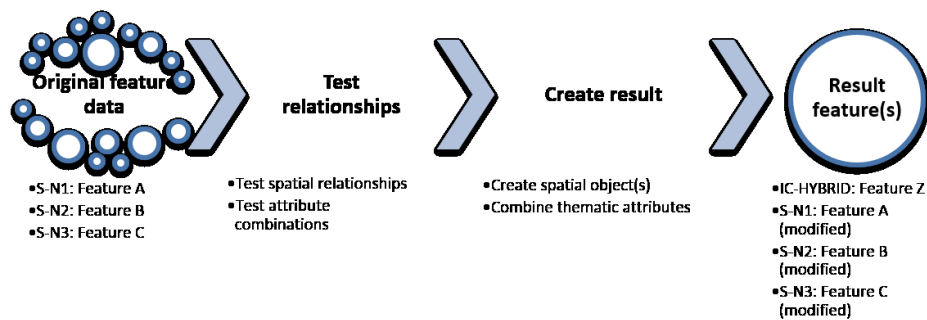 Original feature
data
•S-N1: Feature A
•S-N2: Feature B
•S-N3: Feature C
Test
relationships
•Test spatial relationships
•Test attribute
combinations
Create result
•Create spatial object(s)
•Combine thematic attributes
Result
feature(s)
•IC-HYBRID: Feature Z
•S-N1: Feature A
(modified)
•S-N2: Feature B
(modified)
•S-N3: Feature C
(modified)